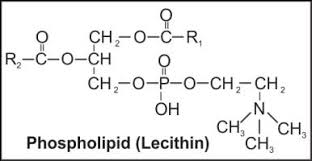 O O
CH₂–O–C–R₁
R₂–C–O–CH O
CH₂–O–P–O–CH₂–CH₂
OH N
CH₃ CH₃ CH₃
Phospholipid (Lecithin)